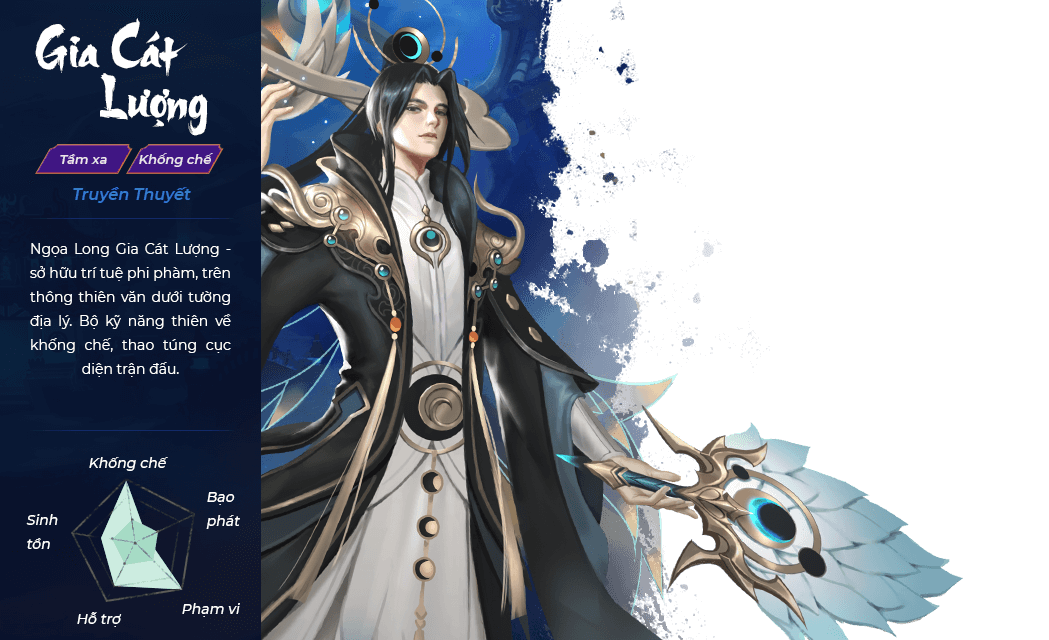 Gia Cát
Lượng
Tầm xa
Khống chế
Truyền Thuyết
Ngọa Long Gia Cát Lượng -
sở hữu trí tuệ phi phàm, trên
thông thiên văn dưới tường
địa lý. Bộ kỹ năng thiên về
khống chế, thao túng cục
diện trận đấu.
Khống chế
Bạo
phát
Sinh
tồn
Phạm vi
Hỗ trợ